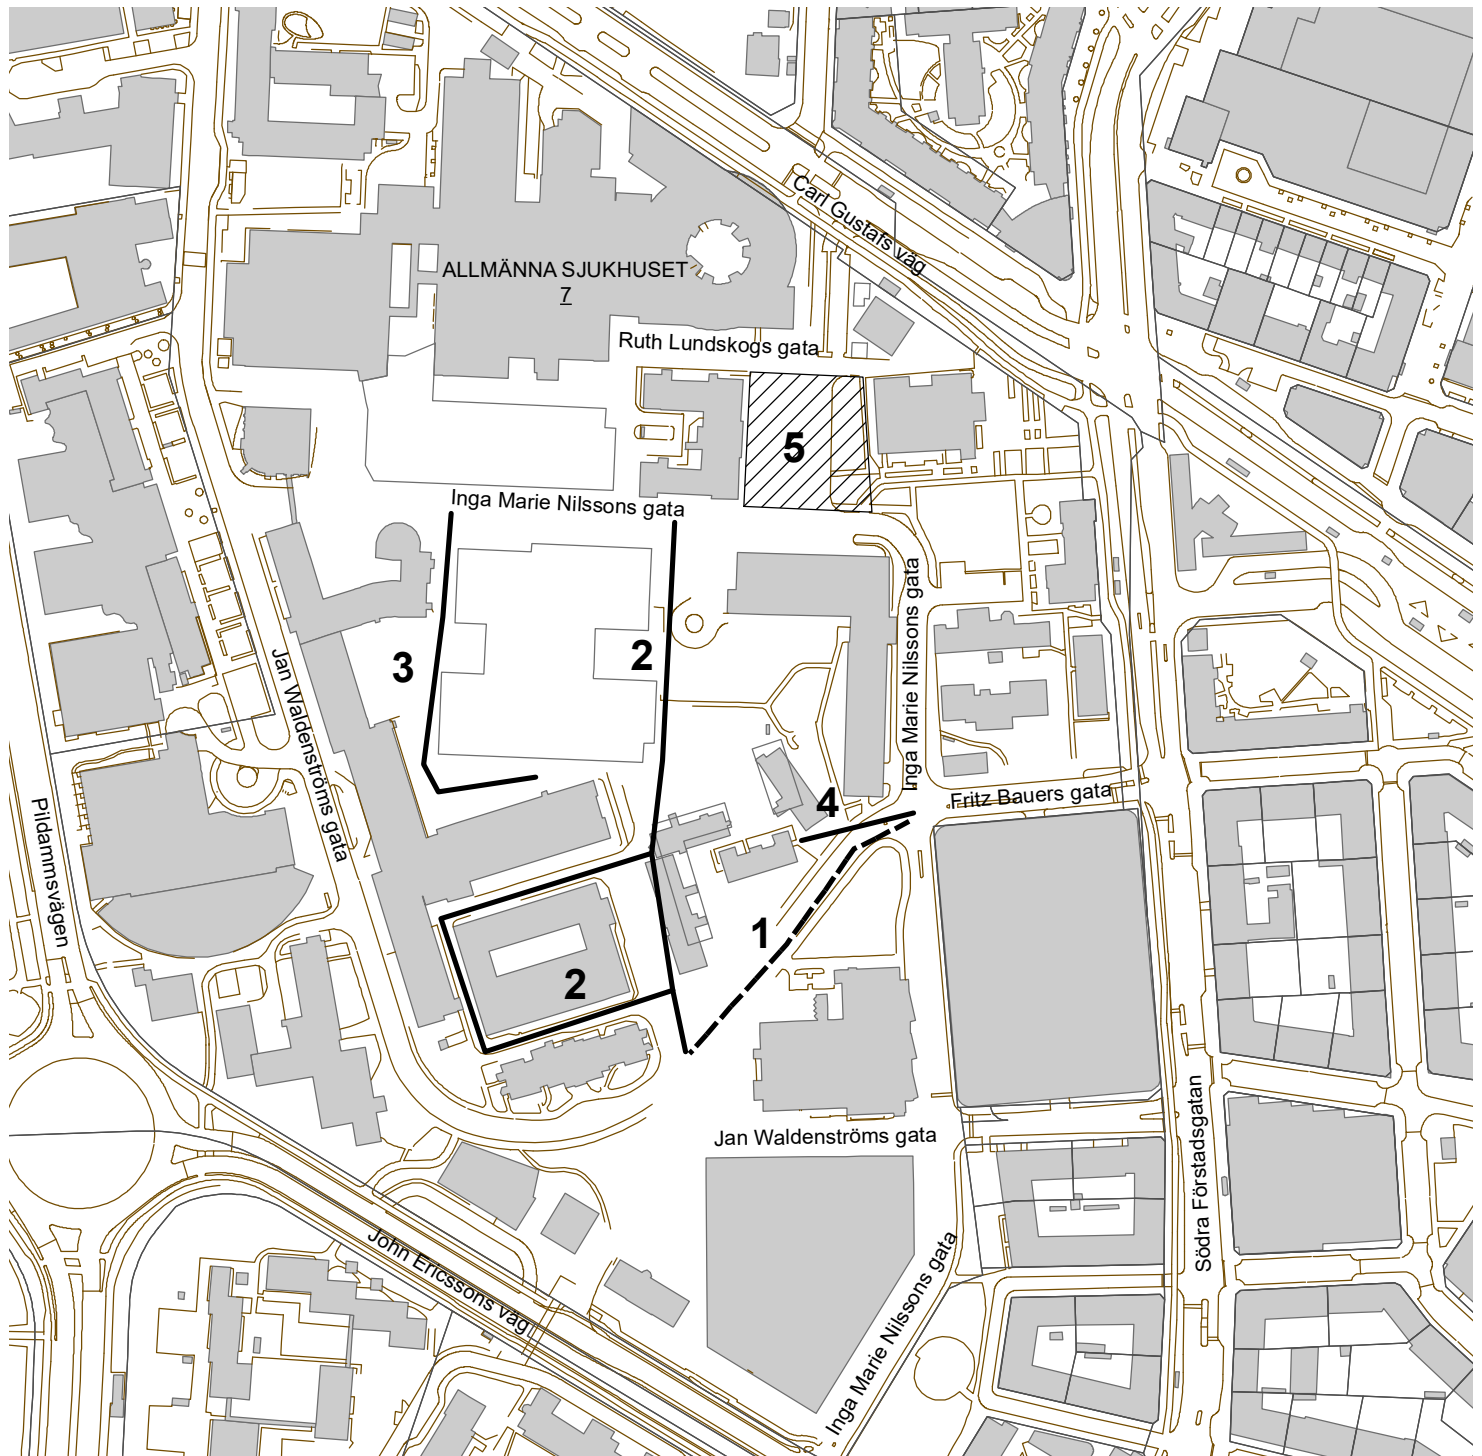 Carl Gustafs väg
ALLMÄNNA SJUKHUSET
7
Ruth Lundskogs gata
5
Inga Marie Nilssons gata
3
2
Inga Marie Nilssons gata
Jan Waldenströms gata
4
Fritz Bauers gata
Pildammsvägen
1
2
Jan Waldenströms gata
Södra Förstadsgatan
John Ericssons väg
Inga Marie Nilssons gata